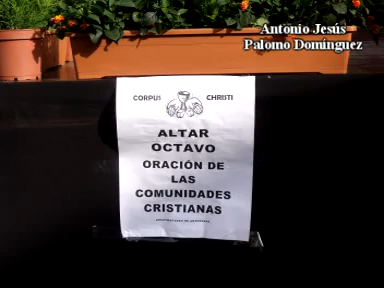 Antonio Jesús
Palomo Domínguez
CORPUS CHRISTI
ALTAR
OCTAVO
ORACIÓN DE
LAS
COMUNIDADES
CRISTIANAS